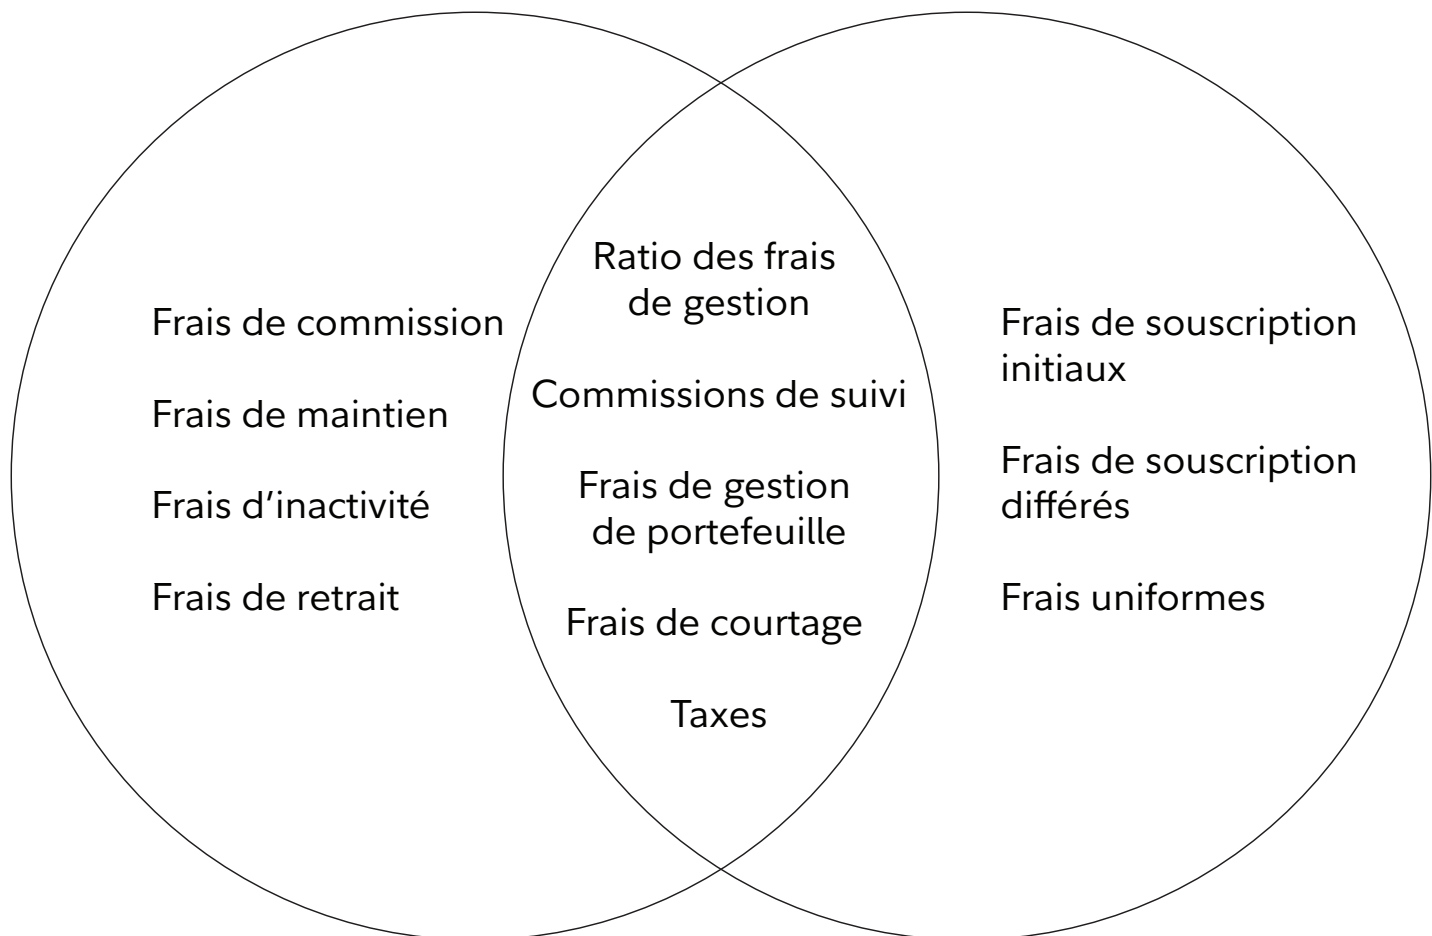 Frais de commission
Frais de maintien
Frais d’inactivité
Frais de retrait
Ratio des frais
de gestion
Commissions de suivi
Frais de gestion
de portefeuille
Frais de courtage
Taxes
Frais de souscription
initiaux
Frais de souscription
différés
Frais uniformes